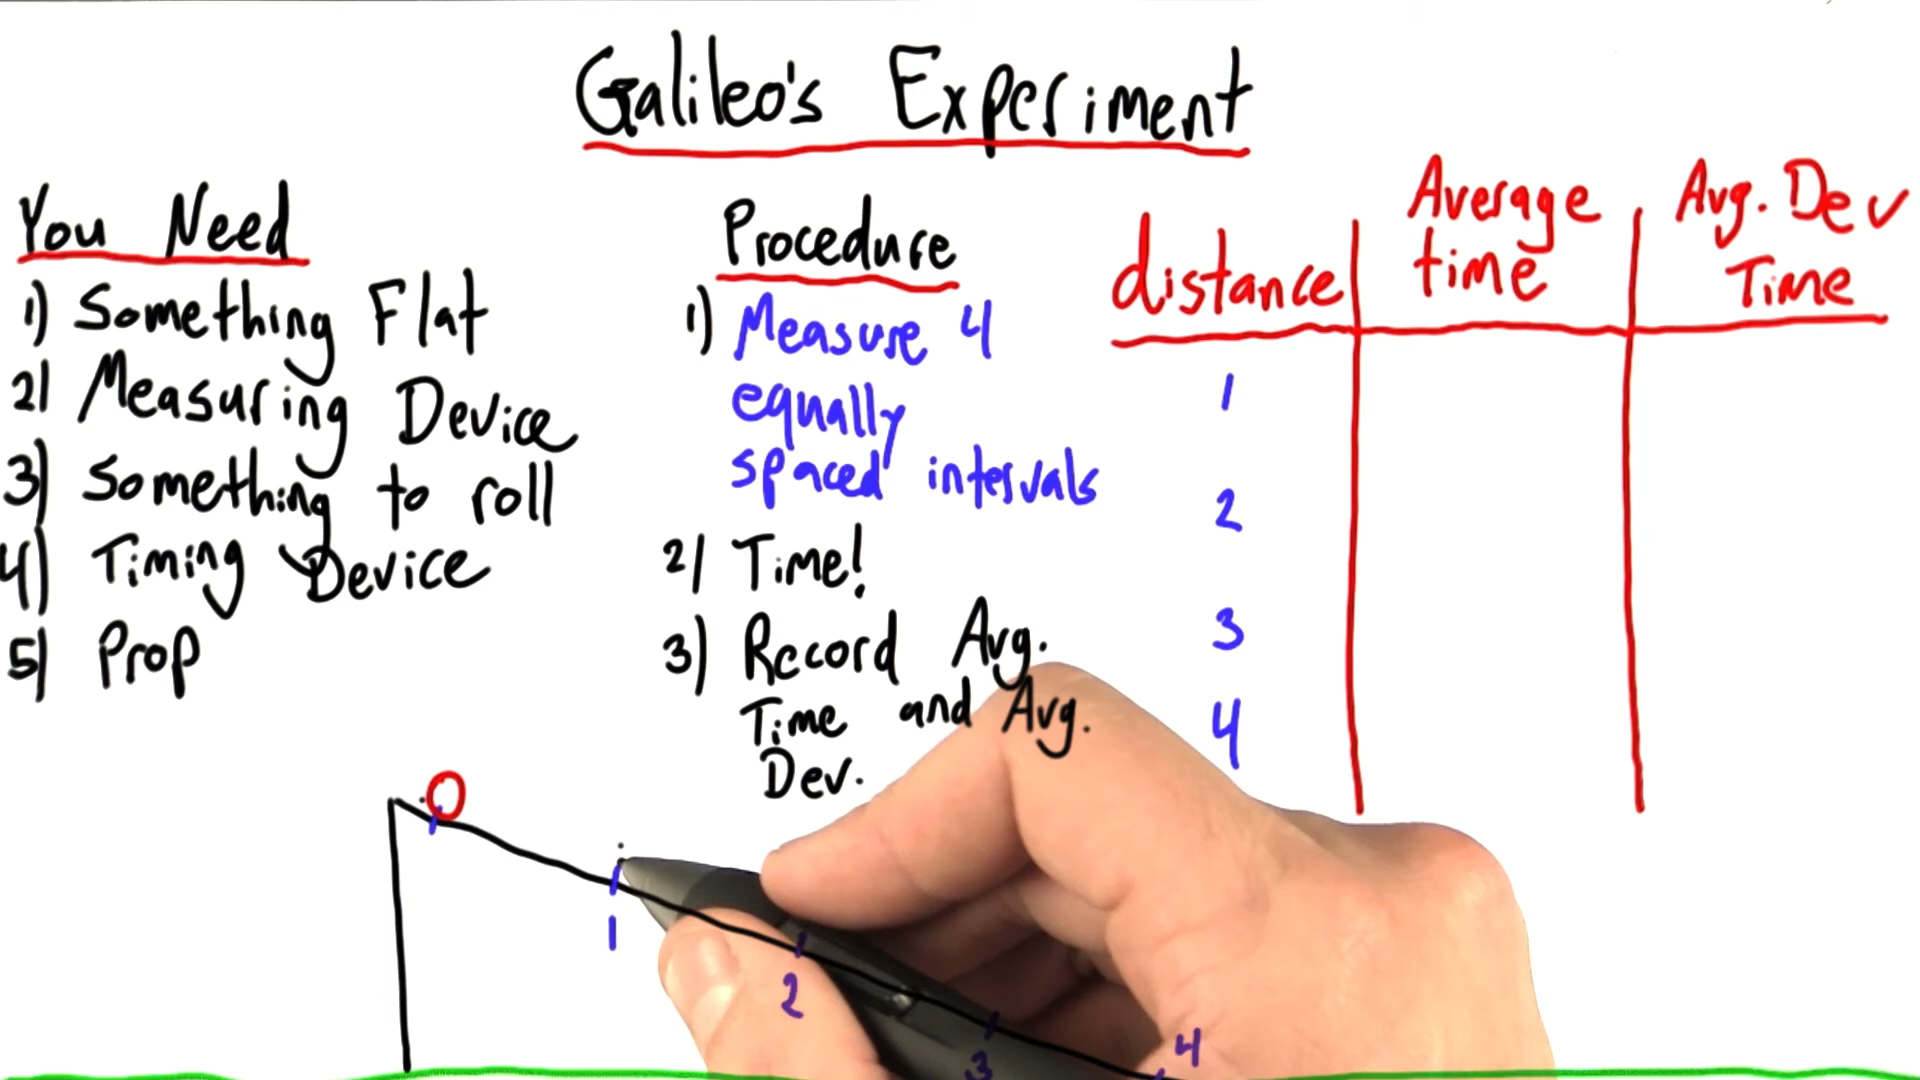 Galileo's Experiment
You Need
1) Something Flat
2) Measuring Device
3) Something to roll
4) Timing Device
5) Prop
Procedure
1) Measure 4
equally
spaced intervals
2) Time!
3) Record Avg.
Time and Avg.
Dev.
distance
Average
time
Avg. Dev
Time
1
2
3
4
1
2
3
4